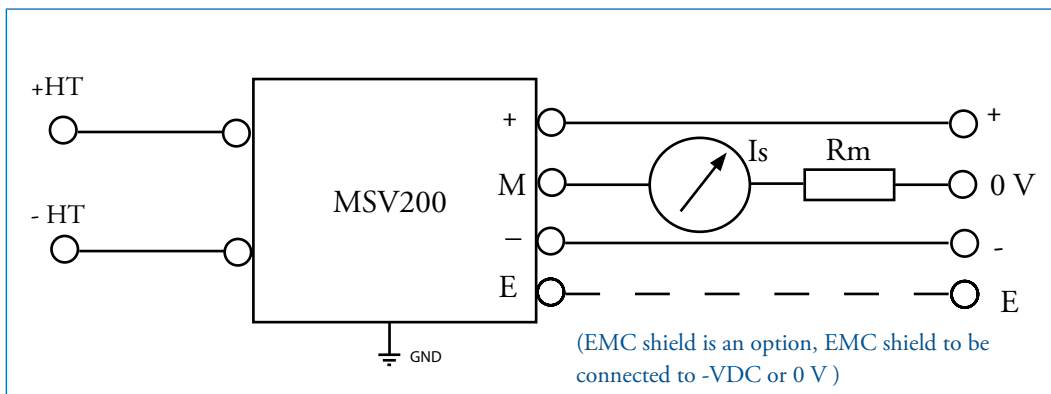 +HT
- HT
MSV200
+
M
–
E
GND
Is
Rm
+
0 V
-
E
(EMC shield is an option, EMC shield to be
connected to -VDC or 0 V )